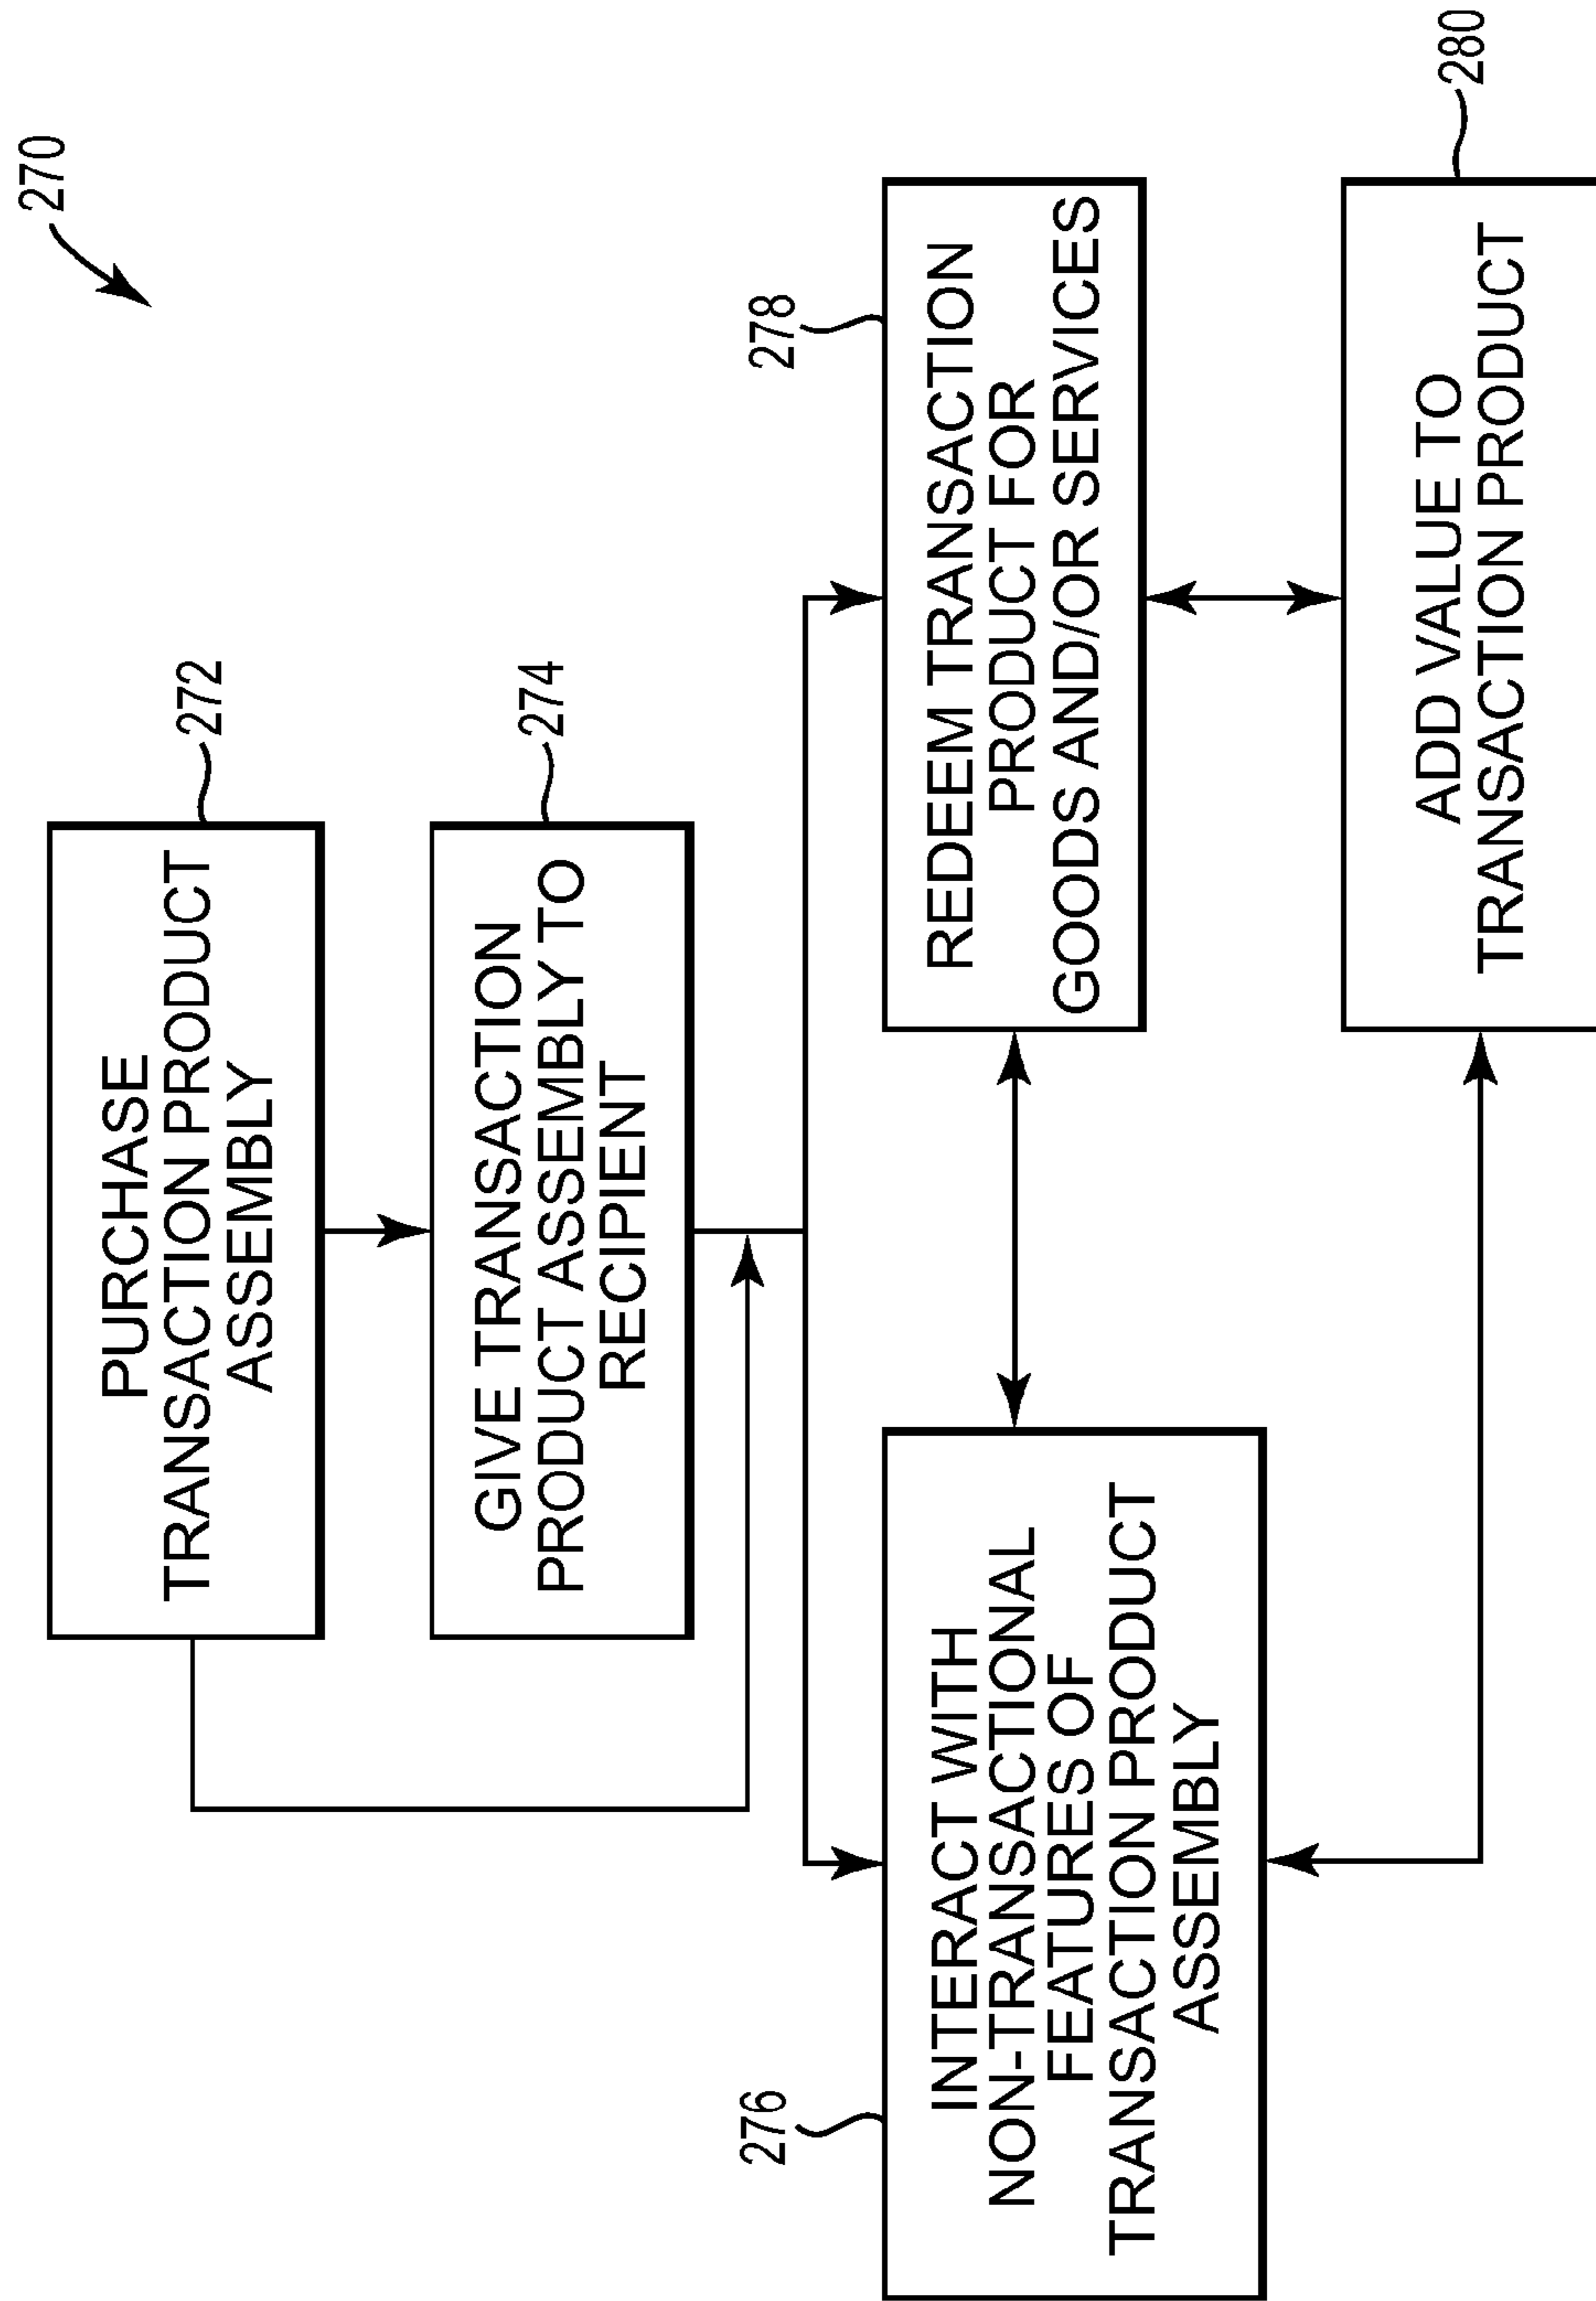 270
PURCHASE
TRANSACTION PRODUCT
ASSEMBLY
272
GIVE TRANSACTION
PRODUCT ASSEMBLY TO
RECIPIENT
274
276
INTERACT WITH
NON-TRANSACTIONAL
FEATURES OF
TRANSACTION PRODUCT
ASSEMBLY
278
REDEEM TRANSACTION
PRODUCT FOR
GOODS AND/OR SERVICES
280
ADD VALUE TO
TRANSACTION PRODUCT